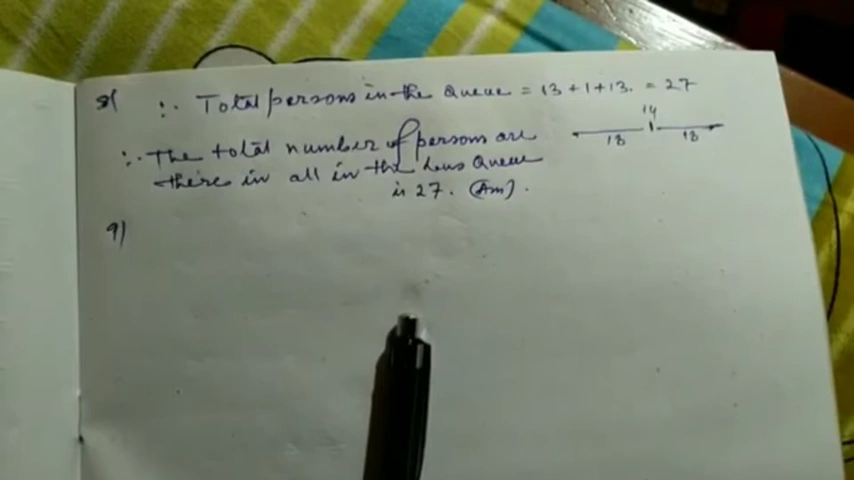 8) ∴ Total persons in the Queue = 13 + 1 + 13. = 27
14
13 13
∴ The total number of persons are
there in all in the bus Queue
is 27. (Ans).
9)